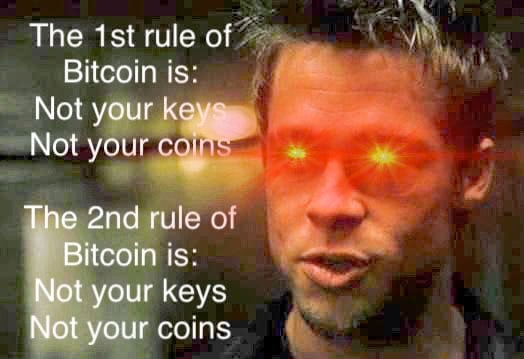 The 1st rule of
Bitcoin is:
Not your keys
Not your coins
The 2nd rule of
Bitcoin is:
Not your keys
Not your coins